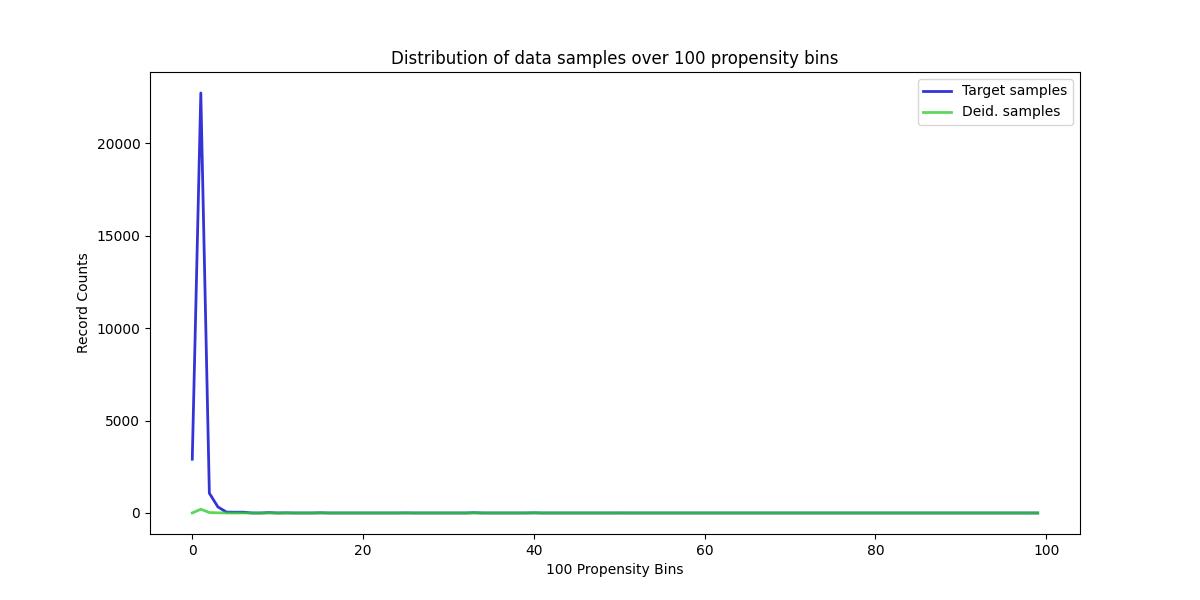 Distribution of data samples over 100 propensity bins
Target samples
Deid. samples
20000
15000
10000
5000
0
Record Counts
0 20 40 60 80 100
100 Propensity Bins